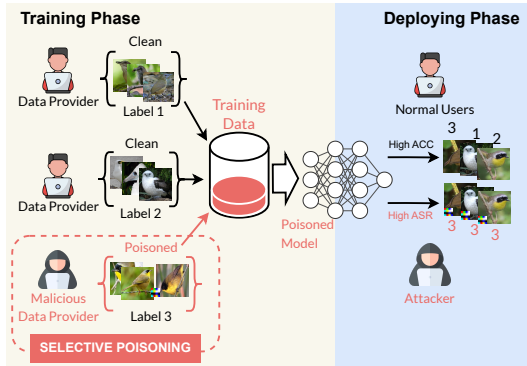 Training Phase
Deploying Phase
Clean
Data Provider
Label 1
Training
Data
Clean
Data Provider
Label 2
Poisoned
Malicious
Data Provider
Label 3
SELECTIVE POISONING
Poisoned
Model
Normal Users
High ACC
3 1 2
High ASR
3 3 3
Attacker